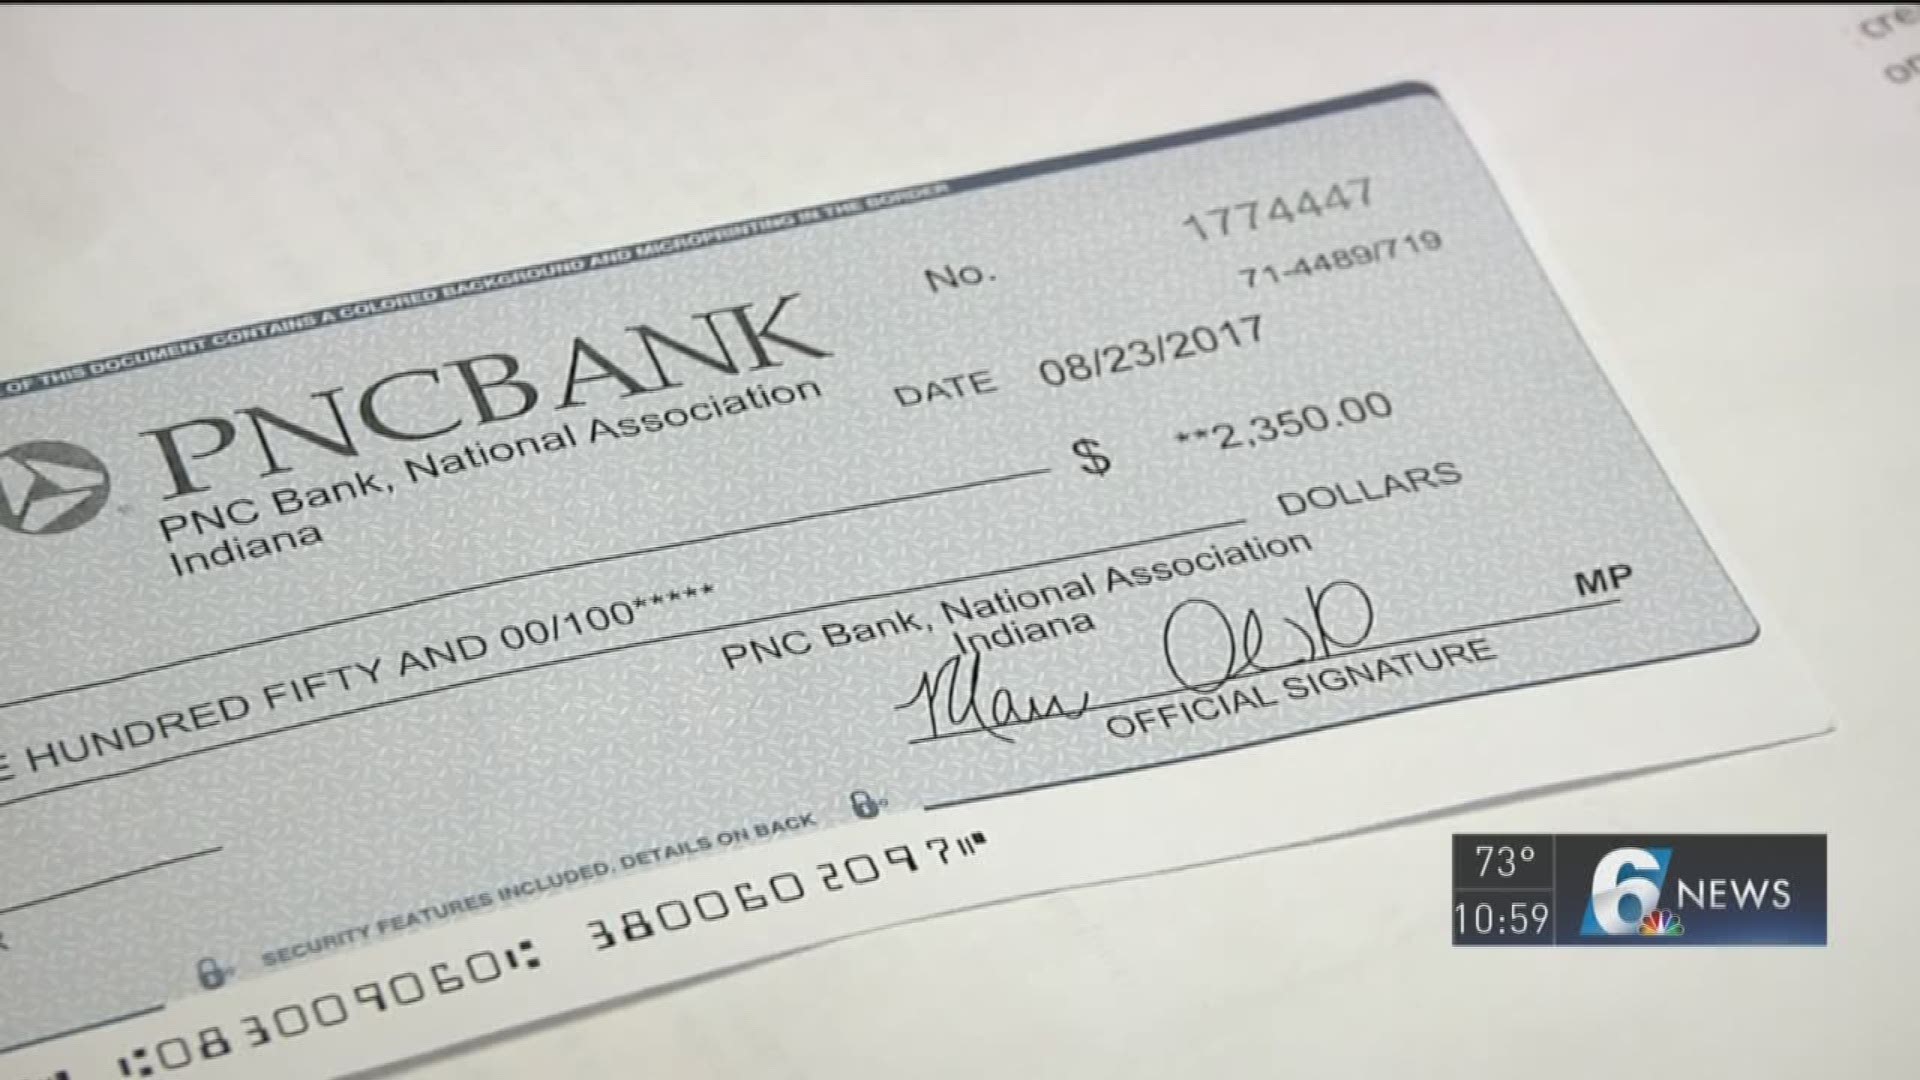 cre
on
OF THIS DOCUMENT CONTAINS A COLORED BACKGROUND AND MICROPRINTING IN THE BORDER
No. 1774447
71-4489/719
PNCBANK
PNC Bank, National Association
Indiana
DATE 08/23/2017
$ **2,350.00
HUNDRED FIFTY AND 00/100*****
DOLLARS
PNC Bank, National Association
Indiana
MP
OFFICIAL SIGNATURE
SECURITY FEATURES INCLUDED, DETAILS ON BACK
⑆083009060⑆ 3800602097⑈
73°
10:59
6 NEWS